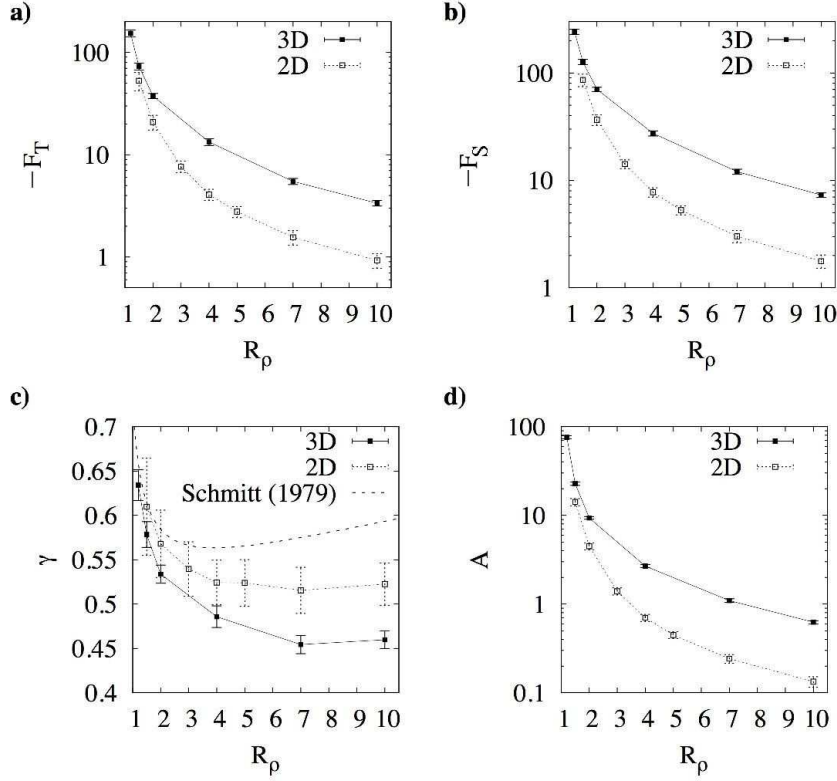 a)
3D
2D
100
10
1
−F_T
1 2 3 4 5 6 7 8 9 10
R_ρ
b)
3D
2D
100
10
1
−F_S
1 2 3 4 5 6 7 8 9 10
R_ρ
c)
3D
2D
Schmitt (1979)
0.7
0.65
0.6
0.55
0.5
0.45
0.4
γ
1 2 3 4 5 6 7 8 9 10
R_ρ
d)
3D
2D
100
10
1
0.1
A
1 2 3 4 5 6 7 8 9 10
R_ρ